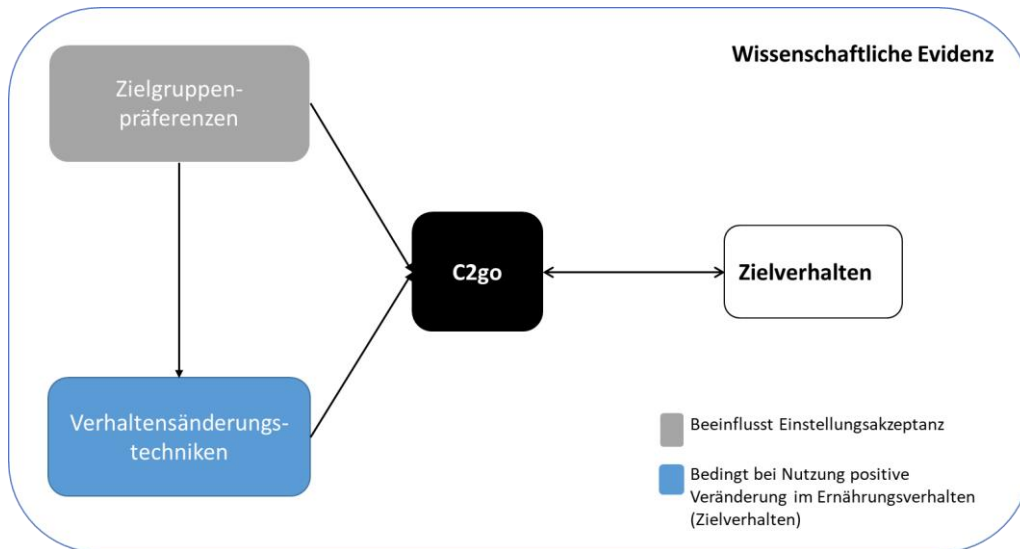 Wissenschaftliche Evidenz
Zielgruppen-
präferenzen
C2go
Zielverhalten
Verhaltensänderungs-
techniken
Beeinflusst Einstellungsakzeptanz
Bedingt bei Nutzung positive
Veränderung im Ernährungsverhalten
(Zielverhalten)